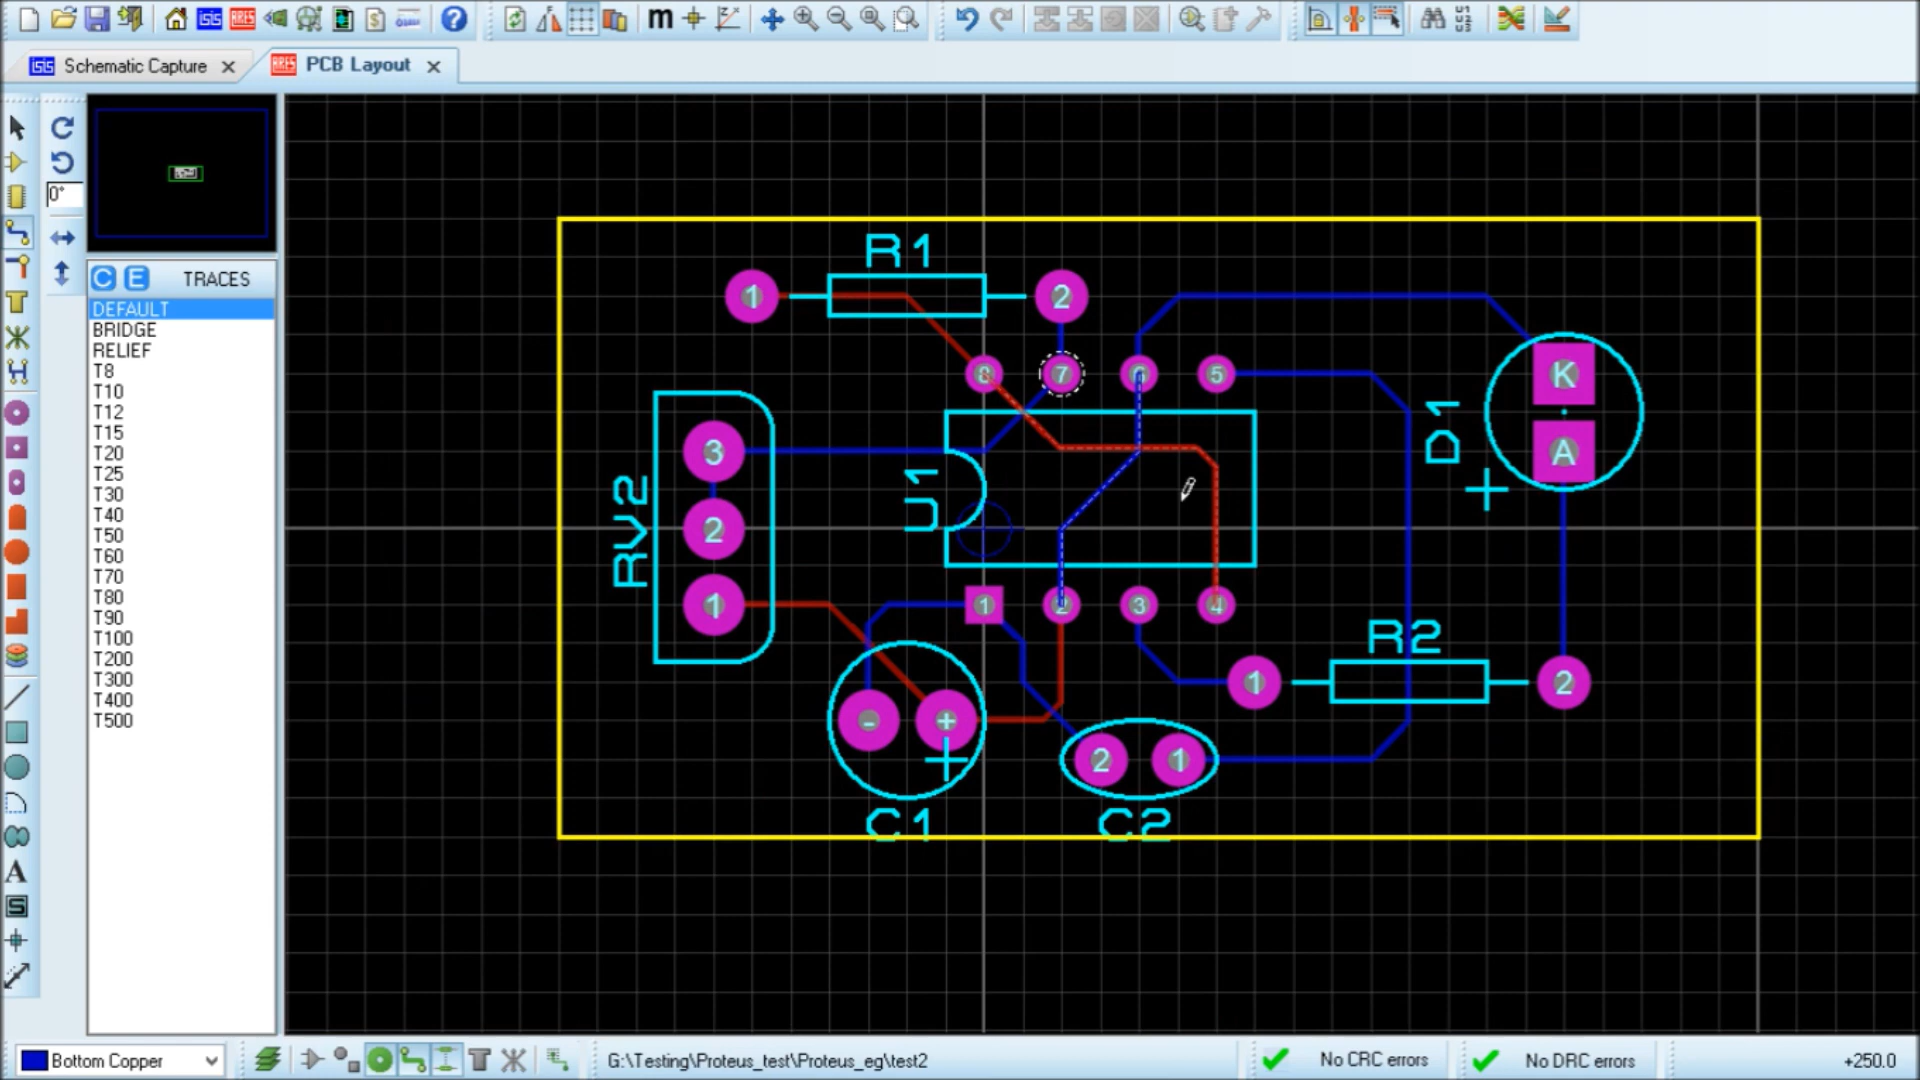 m
Schematic Capture
PCB Layout
0°
C E TRACES
DEFAULT
BRIDGE
RELIEF
T8
T10
T12
T15
T20
T25
T30
T40
T50
T60
T70
T80
T90
T100
T200
T300
T400
T500
A
S
R1
1 2
8 7 6 5
K
A
D1
3
2
1
RV2
U1
1 2 3 4
R2
1 2
- +
2 1
C1
C2
Bottom Copper
G:\Testing\Proteus_test\Proteus_eg\test2
No CRC errors
No DRC errors
+250.0